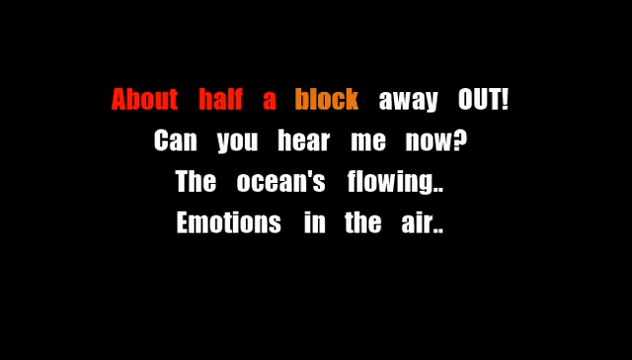 About half a block away OUT!
Can you hear me now?
The ocean's flowing..
Emotions in the air..